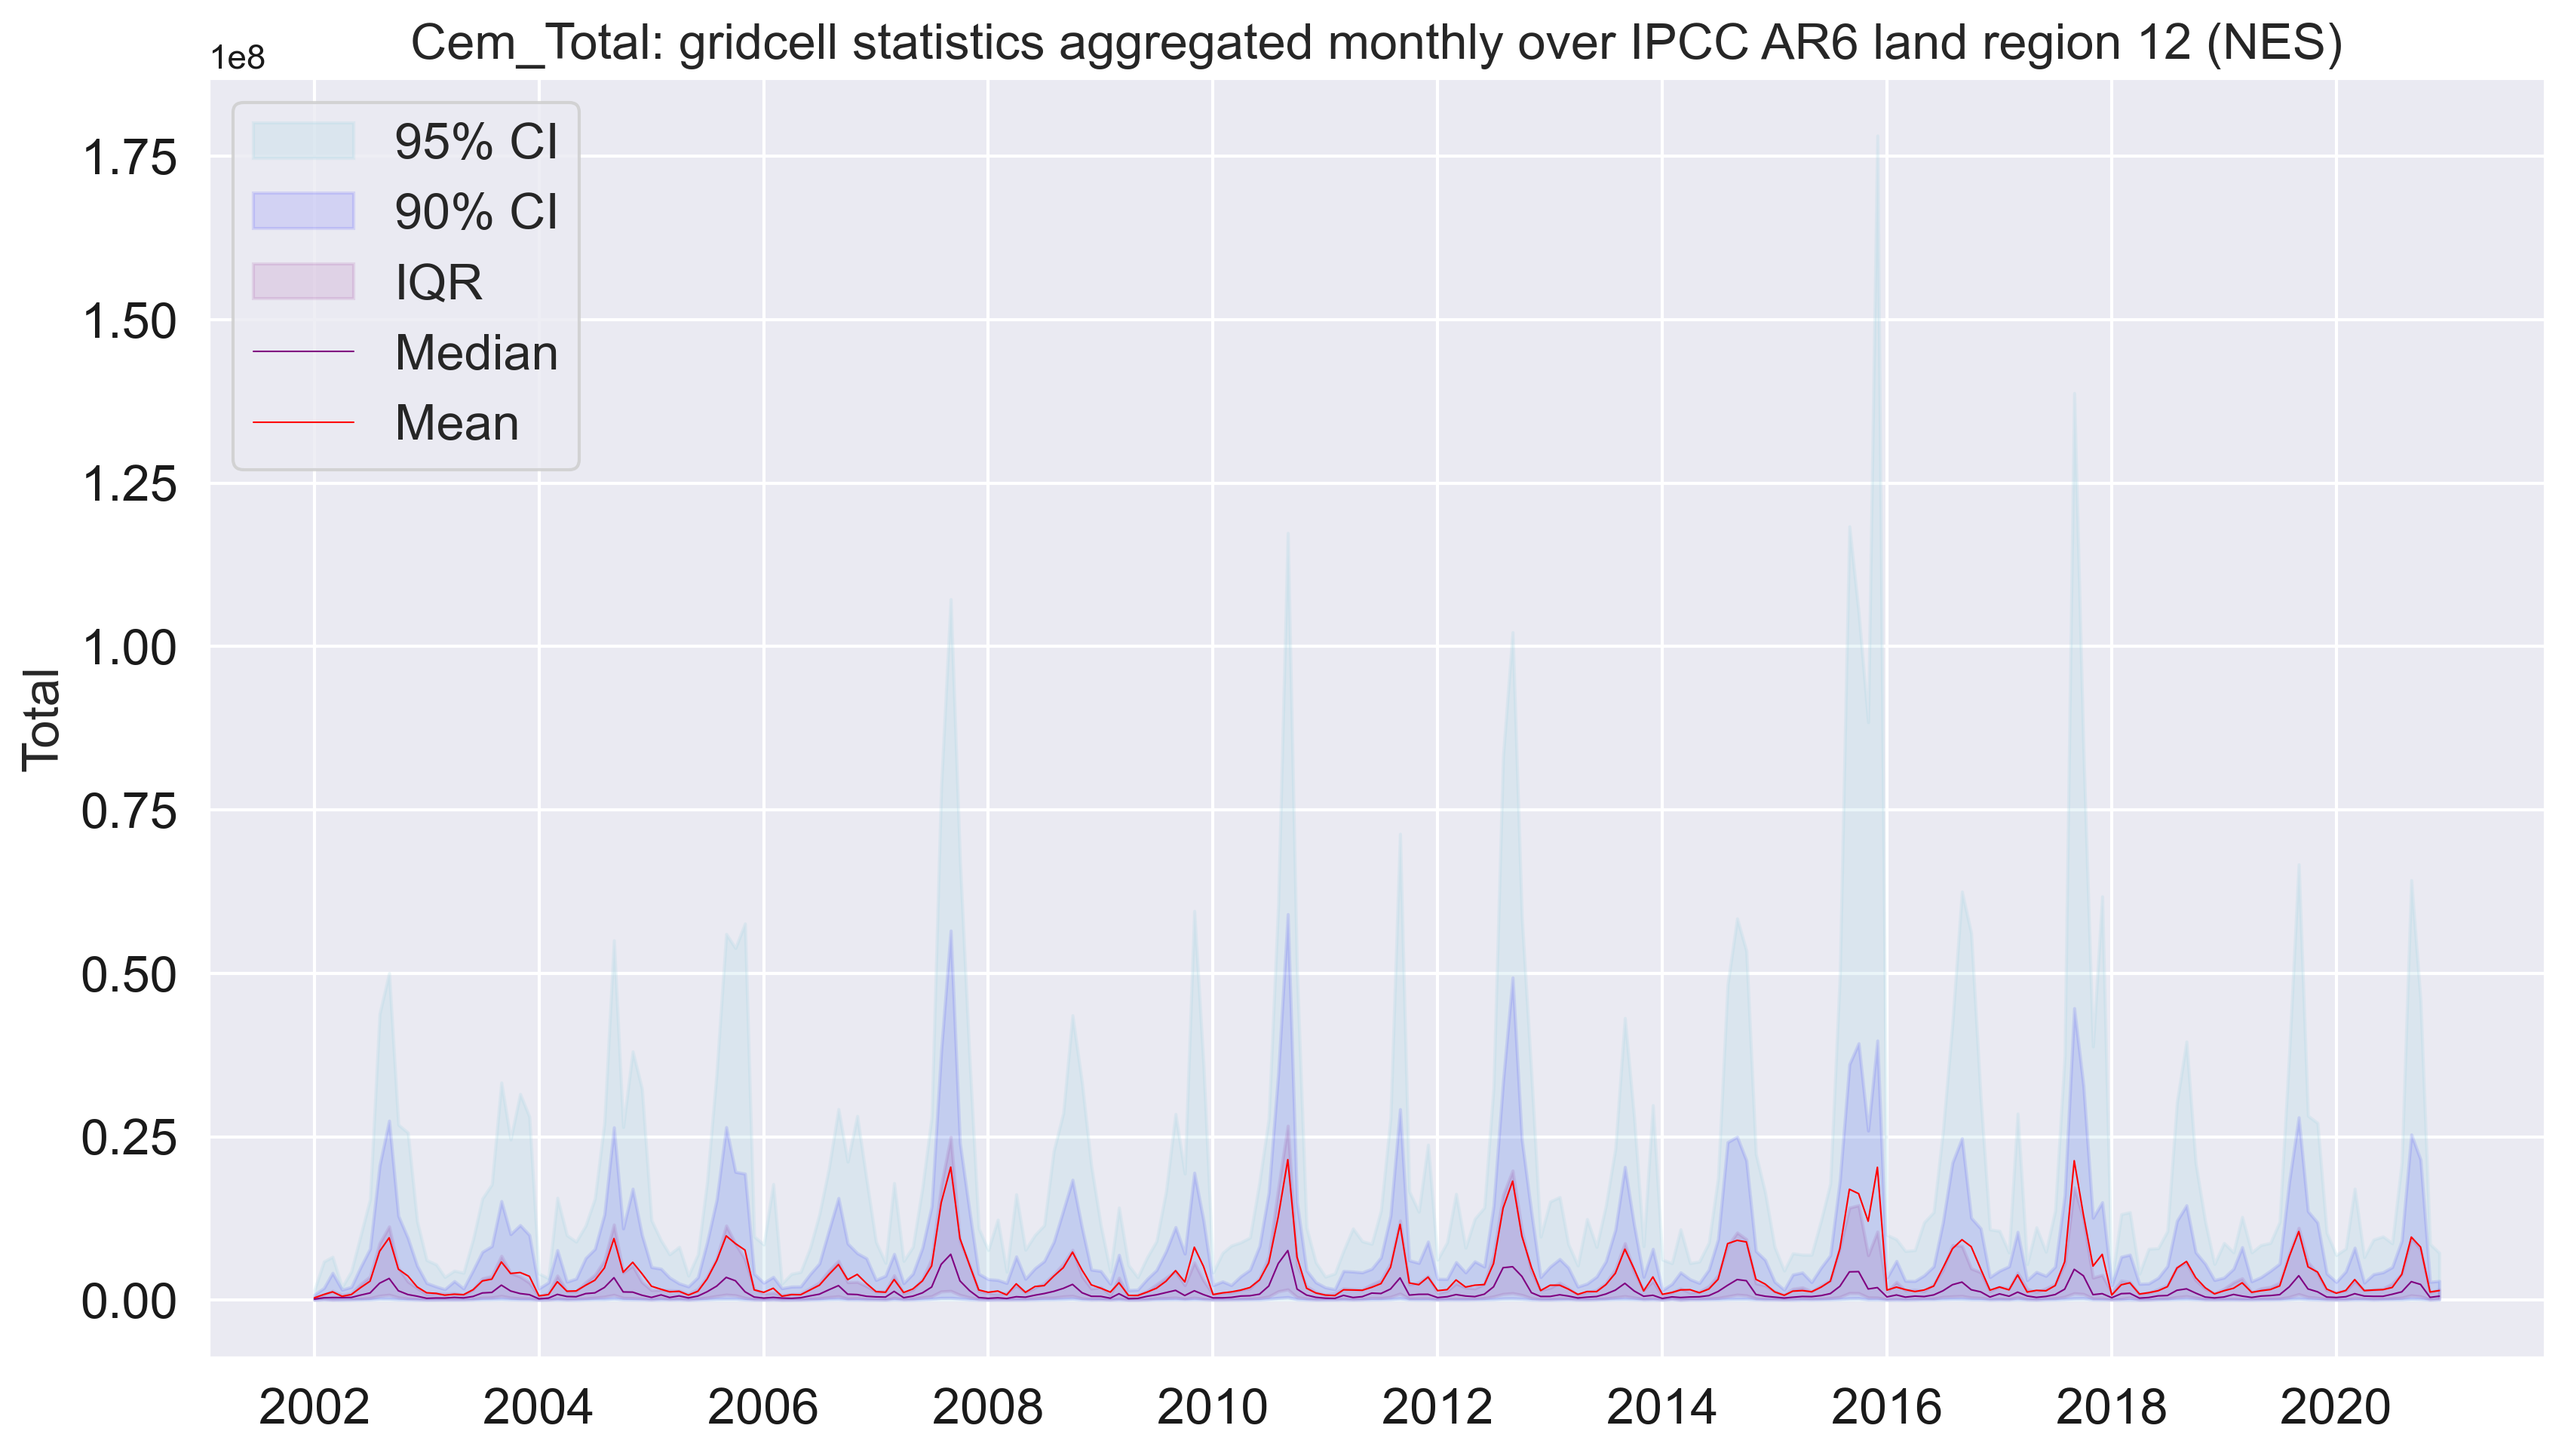 Cem_Total: gridcell statistics aggregated monthly over IPCC AR6 land region 12 (NES)
1e8
95% CI
90% CI
IQR
Median
Mean
1.75
1.50
1.25
1.00
0.75
0.50
0.25
0.00
Total
2002 2004 2006 2008 2010 2012 2014 2016 2018 2020